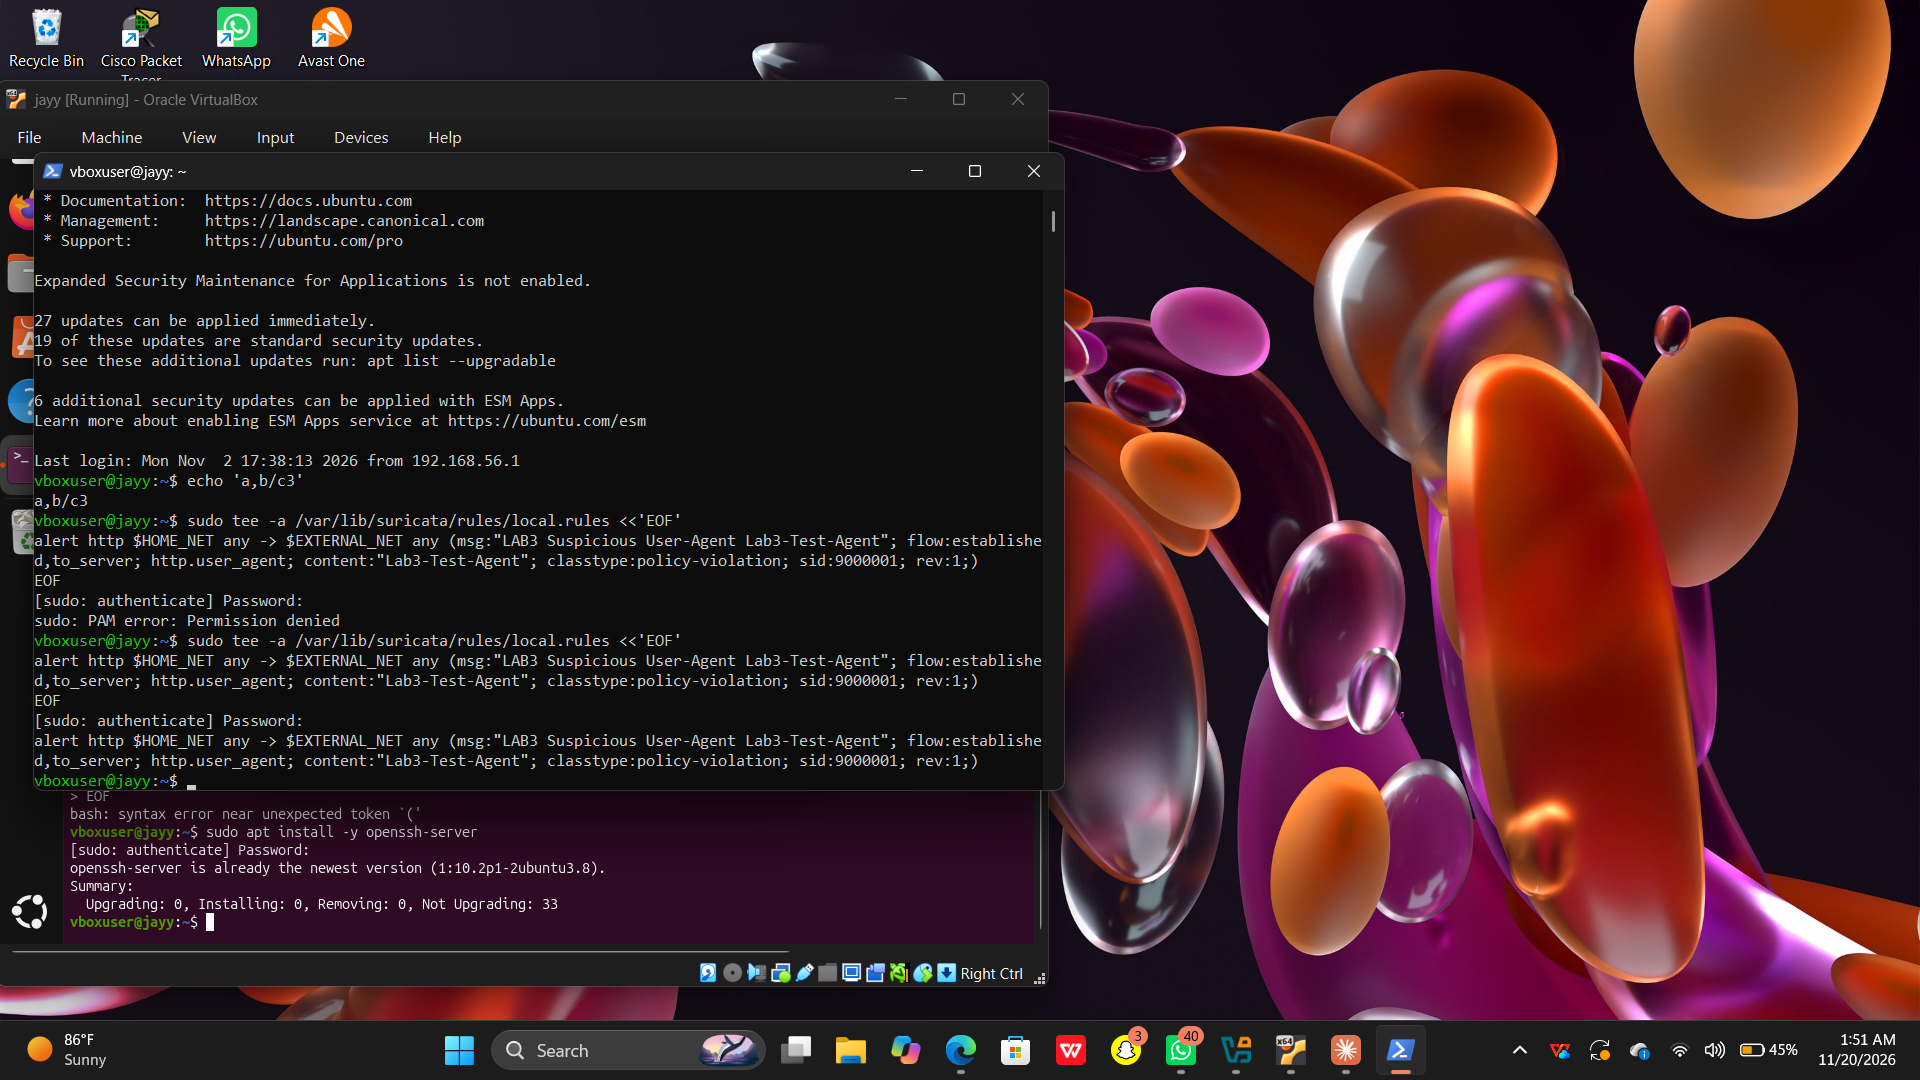 Recycle Bin
Cisco Packet
Tracer
WhatsApp
Avast One
jayy [Running] - Oracle VirtualBox
File Machine View Input Devices Help
vboxuser@jayy: ~
* Documentation: https://docs.ubuntu.com
* Management: https://landscape.canonical.com
* Support: https://ubuntu.com/pro
Expanded Security Maintenance for Applications is not enabled.
27 updates can be applied immediately.
19 of these updates are standard security updates.
To see these additional updates run: apt list --upgradable
6 additional security updates can be applied with ESM Apps.
Learn more about enabling ESM Apps service at https://ubuntu.com/esm
Last login: Mon Nov  2 17:38:13 2026 from 192.168.56.1
vboxuser@jayy:~$ echo 'a,b/c3'
a,b/c3
vboxuser@jayy:~$ sudo tee -a /var/lib/suricata/rules/local.rules <<'EOF'
alert http $HOME_NET any -> $EXTERNAL_NET any (msg:"LAB3 Suspicious User-Agent Lab3-Test-Agent"; flow:establishe
d,to_server; http.user_agent; content:"Lab3-Test-Agent"; classtype:policy-violation; sid:9000001; rev:1;)
EOF
[sudo: authenticate] Password:
sudo: PAM error: Permission denied
vboxuser@jayy:~$ sudo tee -a /var/lib/suricata/rules/local.rules <<'EOF'
alert http $HOME_NET any -> $EXTERNAL_NET any (msg:"LAB3 Suspicious User-Agent Lab3-Test-Agent"; flow:establishe
d,to_server; http.user_agent; content:"Lab3-Test-Agent"; classtype:policy-violation; sid:9000001; rev:1;)
EOF
[sudo: authenticate] Password:
alert http $HOME_NET any -> $EXTERNAL_NET any (msg:"LAB3 Suspicious User-Agent Lab3-Test-Agent"; flow:establishe
d,to_server; http.user_agent; content:"Lab3-Test-Agent"; classtype:policy-violation; sid:9000001; rev:1;)
vboxuser@jayy:~$
> EOF
bash: syntax error near unexpected token `('
vboxuser@jayy:~$ sudo apt install -y openssh-server
[sudo: authenticate] Password:
openssh-server is already the newest version (1:10.2p1-2ubuntu3.8).
Summary:
Upgrading: 0, Installing: 0, Removing: 0, Not Upgrading: 33
vboxuser@jayy:~$
Right Ctrl
86°F
Sunny
Search
3
40
45%
1:51 AM
11/20/2026